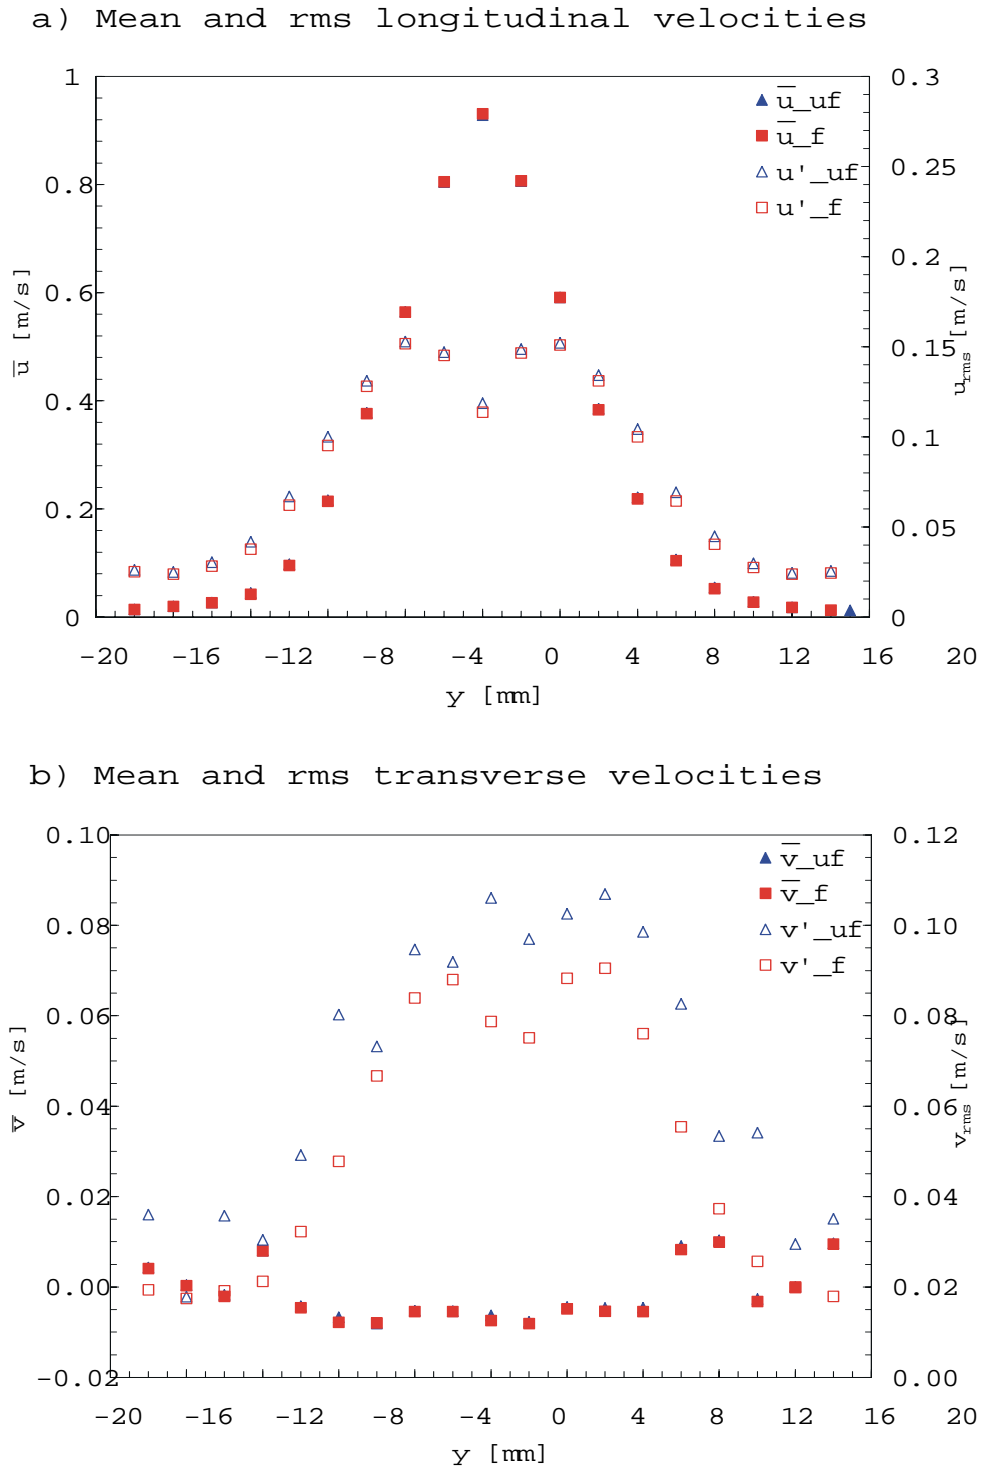 a) Mean and rms longitudinal velocities
1
0.8
0.6
0.4
0.2
0
u̅ [m/s]
0.3
0.25
0.2
0.15
0.1
0.05
0
u_rms [m/s]
u̅_uf
u̅_f
u'_uf
u'_f
-20 -16 -12 -8 -4 0 4 8 12 16 20
y [mm]
b) Mean and rms transverse velocities
0.10
0.08
0.06
0.04
0.02
0.00
-0.02
v̅ [m/s]
0.12
0.10
0.08
0.06
0.04
0.02
0.00
v_rms [m/s]
v̅_uf
v̅_f
v'_uf
v'_f
-20 -16 -12 -8 -4 0 4 8 12 16 20
y [mm]